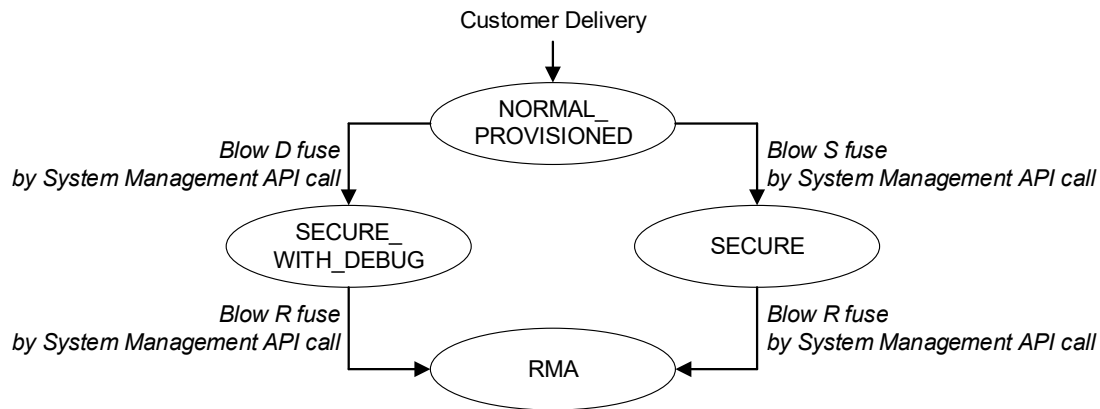 Customer Delivery
NORMAL_
PROVISIONED
Blow D fuse
by System Management API call
Blow S fuse
by System Management API call
SECURE_
WITH_DEBUG
SECURE
Blow R fuse
by System Management API call
Blow R fuse
by System Management API call
RMA